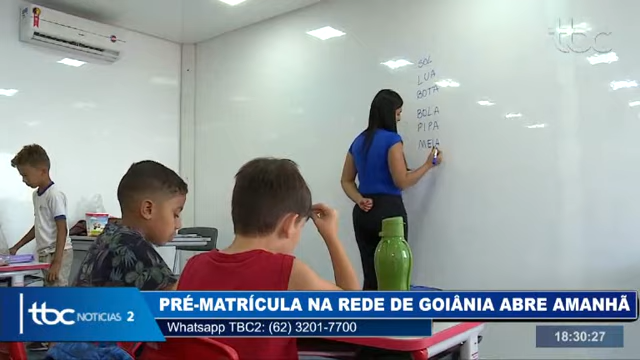 tbc
SOL
LUA
BOTA
BOLA
PIPA
MEIA
PRÉ-MATRÍCULA NA REDE DE GOIÂNIA ABRE AMANHÃ
tbc NOTICIAS 2
Whatsapp TBC2: (62) 3201-7700
18:30:27